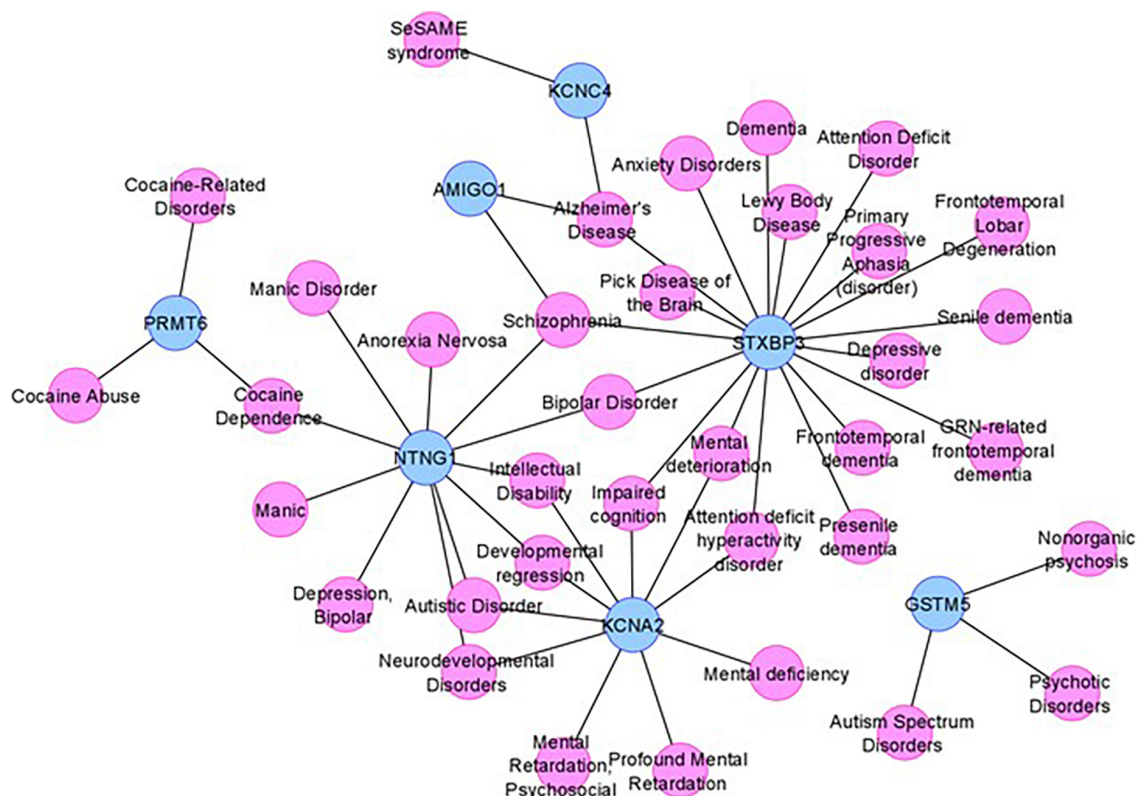 SeSAME
syndrome
KCNC4
Dementia
Attention Deficit
Disorder
Anxiety Disorders
Cocaine-Related
Disorders
AMIGO1
Alzheimer's
Disease
Lewy Body
Disease
Primary
Progressive
Aphasia
(disorder)
Frontotemporal
Lobar
Degeneration
Manic Disorder
Pick Disease of
the Brain
PRMT6
Schizophrenia
Anorexia Nervosa
STXBP3
Senile dementia
Depressive
disorder
Cocaine Abuse
Cocaine
Dependence
Bipolar Disorder
NTNG1
Mental
deterioration
Frontotemporal
dementia
GRN-related
frontotemporal
dementia
Intellectual
Disability
Impaired
cognition
Manic
Attention deficit
hyperactivity
disorder
Presenile
dementia
Nonorganic
psychosis
Developmental
regression
Depression,
Bipolar
Autistic Disorder
KCNA2
GSTM5
Neurodevelopmental
Disorders
Mental deficiency
Psychotic
Disorders
Autism Spectrum
Disorders
Mental
Retardation,
Psychosocial
Profound Mental
Retardation